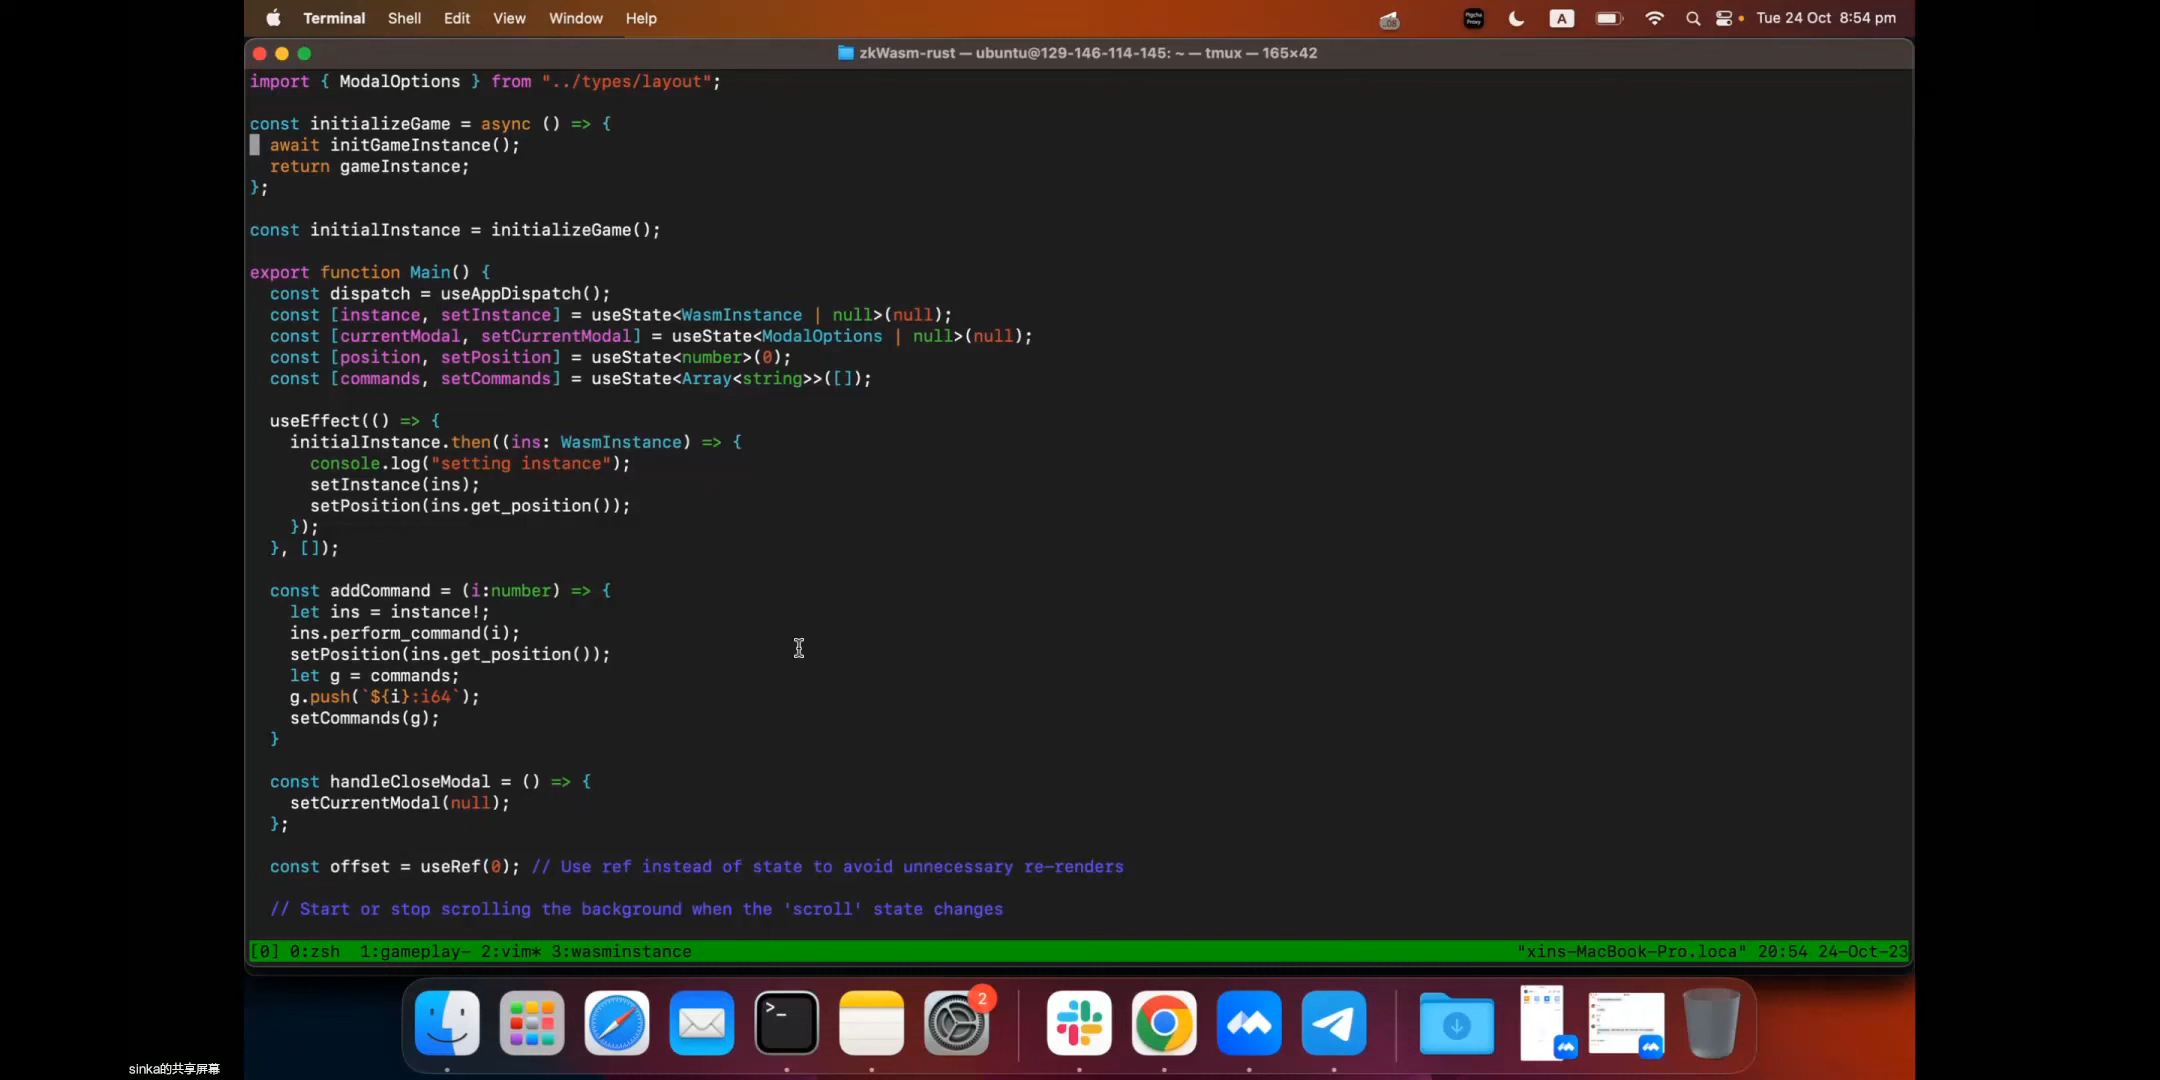 Terminal Shell Edit View Window Help
A
Tue 24 Oct 8:54 pm
zkWasm-rust — ubuntu@129-146-114-145: ~ — tmux — 165×42
import { ModalOptions } from "../types/layout";
const initializeGame = async () => {
  await initGameInstance();
  return gameInstance;
};
const initialInstance = initializeGame();
export function Main() {
  const dispatch = useAppDispatch();
  const [instance, setInstance] = useState<WasmInstance | null>(null);
  const [currentModal, setCurrentModal] = useState<ModalOptions | null>(null);
  const [position, setPosition] = useState<number>(0);
  const [commands, setCommands] = useState<Array<string>>([]);
  useEffect(() => {
    initialInstance.then((ins: WasmInstance) => {
      console.log("setting instance");
      setInstance(ins);
      setPosition(ins.get_position());
    });
  }, []);
  const addCommand = (i:number) => {
    let ins = instance!;
    ins.perform_command(i);
    setPosition(ins.get_position());
    let g = commands;
    g.push(`${i}:i64`);
    setCommands(g);
  }
  const handleCloseModal = () => {
    setCurrentModal(null);
  };
  const offset = useRef(0); // Use ref instead of state to avoid unnecessary re-renders
  // Start or stop scrolling the background when the 'scroll' state changes
[0] 0:zsh  1:gameplay- 2:vim* 3:wasminstance "xins-MacBook-Pro.loca" 20:54 24-Oct-23
>_
2
sinka的共享屏幕